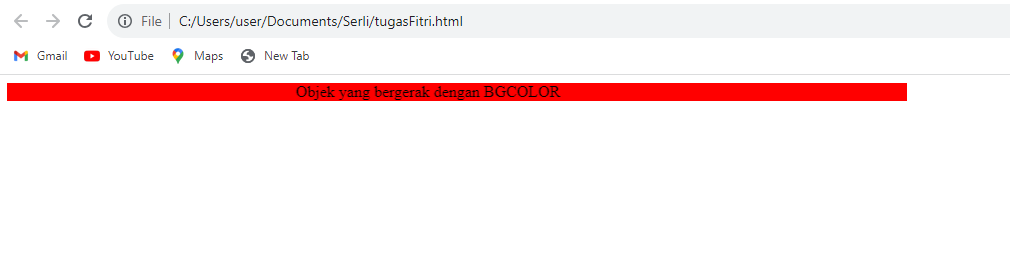 File C:/Users/user/Documents/Serli/tugasFitri.html
Gmail YouTube Maps New Tab
Objek yang bergerak dengan BGCOLOR